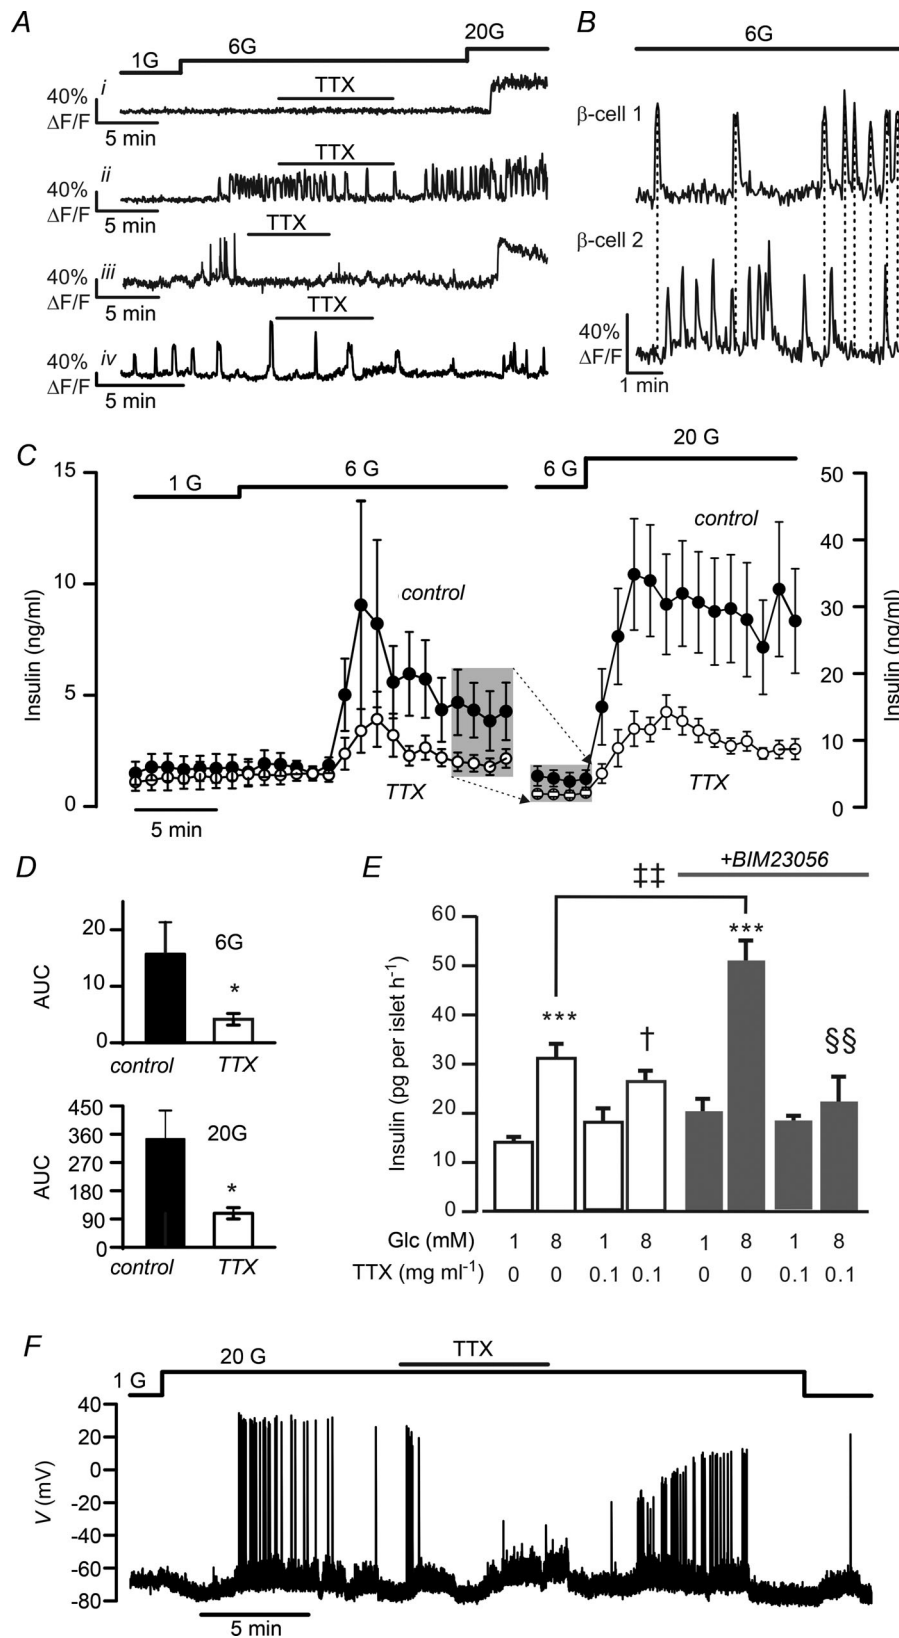 A
1G
6G
20G
i
TTX
40%
ΔF/F
5 min
ii
TTX
40%
ΔF/F
5 min
iii
TTX
40%
ΔF/F
5 min
iv
TTX
40%
ΔF/F
5 min
B
6G
β-cell 1
β-cell 2
40%
ΔF/F
1 min
C
1 G
6 G
6 G
20 G
15
10
5
0
Insulin (ng/ml)
control
TTX
5 min
control
TTX
50
40
30
20
10
0
Insulin (ng/ml)
D
20
10
0
AUC
6G
*
control TTX
450
360
270
180
90
0
AUC
20G
*
control TTX
E
+BIM23056
‡‡
60
50
40
30
20
10
0
Insulin (pg per islet h-1)
***
†
***
§§
Glc (mM) 1 8 1 8 1 8 1 8
TTX (mg ml-1) 0 0 0.1 0.1 0 0 0.1 0.1
F
1 G
20 G
TTX
40
20
0
-20
-40
-60
-80
V (mV)
5 min